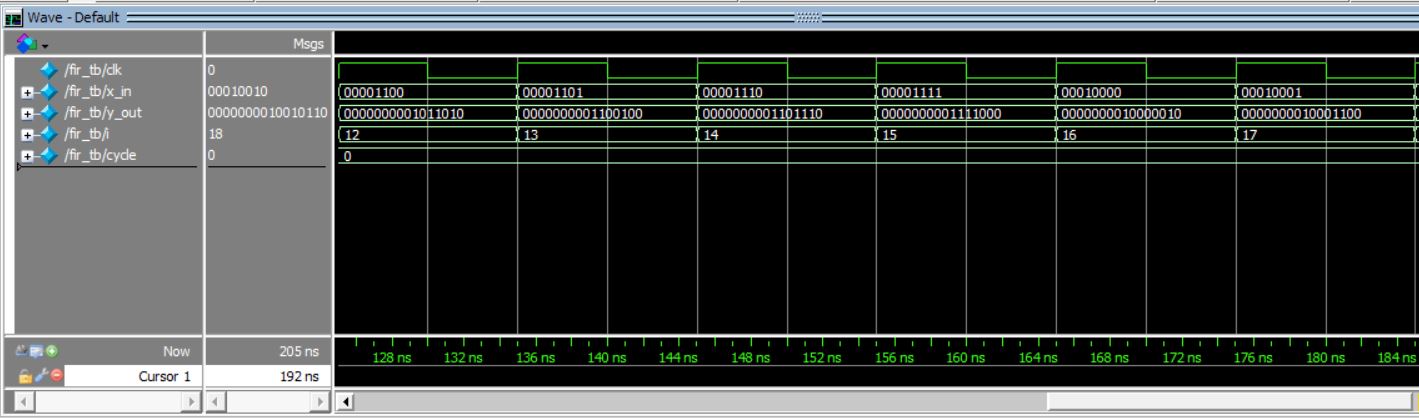 Wave - Default
Msgs
/fir_tb/clk 0
/fir_tb/x_in 00010010 00001100 00001101 00001110 00001111 00010000 00010001
/fir_tb/y_out 0000000010010110 0000000001011010 0000000001100100 0000000001101110 0000000001111000 0000000010000010 0000000010001100
/fir_tb/i 18 12 13 14 15 16 17
/fir_tb/cycle 0 0
Now 205 ns 128 ns 132 ns 136 ns 140 ns 144 ns 148 ns 152 ns 156 ns 160 ns 164 ns 168 ns 172 ns 176 ns 180 ns 184 ns
Cursor 1 192 ns